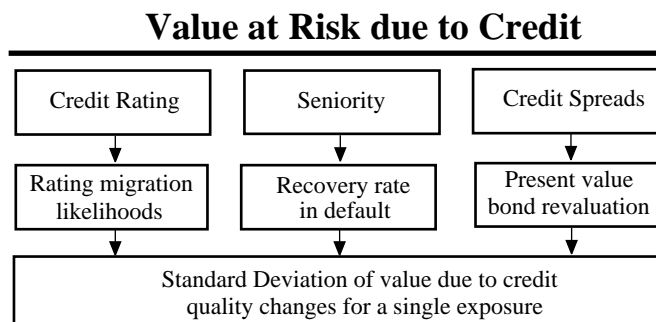 Value at Risk due to Credit
Credit Rating
Seniority
Credit Spreads
Rating migration
likelihoods
Recovery rate
in default
Present value
bond revaluation
Standard Deviation of value due to credit
quality changes for a single exposure